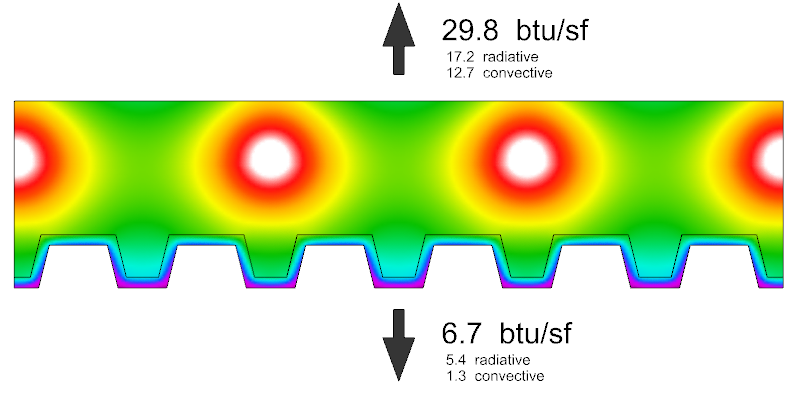 29.8 btu/sf
17.2 radiative
12.7 convective
6.7 btu/sf
5.4 radiative
1.3 convective